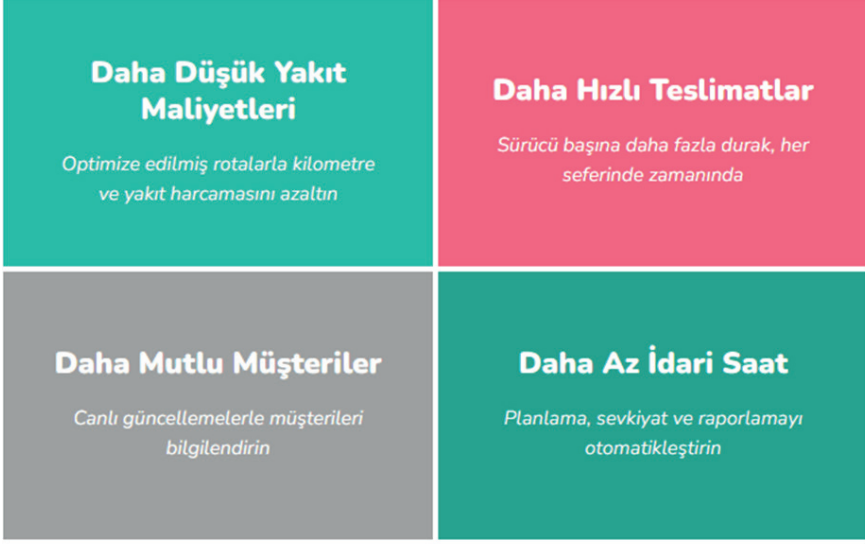 Daha Düşük Yakıt
Maliyetleri
Optimize edilmiş rotalarla kilometre
ve yakıt harcamasını azaltın
Daha Hızlı Teslimatlar
Sürücü başına daha fazla durak, her
seferinde zamanında
Daha Mutlu Müşteriler
Canlı güncellemelerle müşterileri
bilgilendirin
Daha Az İdari Saat
Planlama, sevkiyat ve raporlamayı
otomatikleştirin